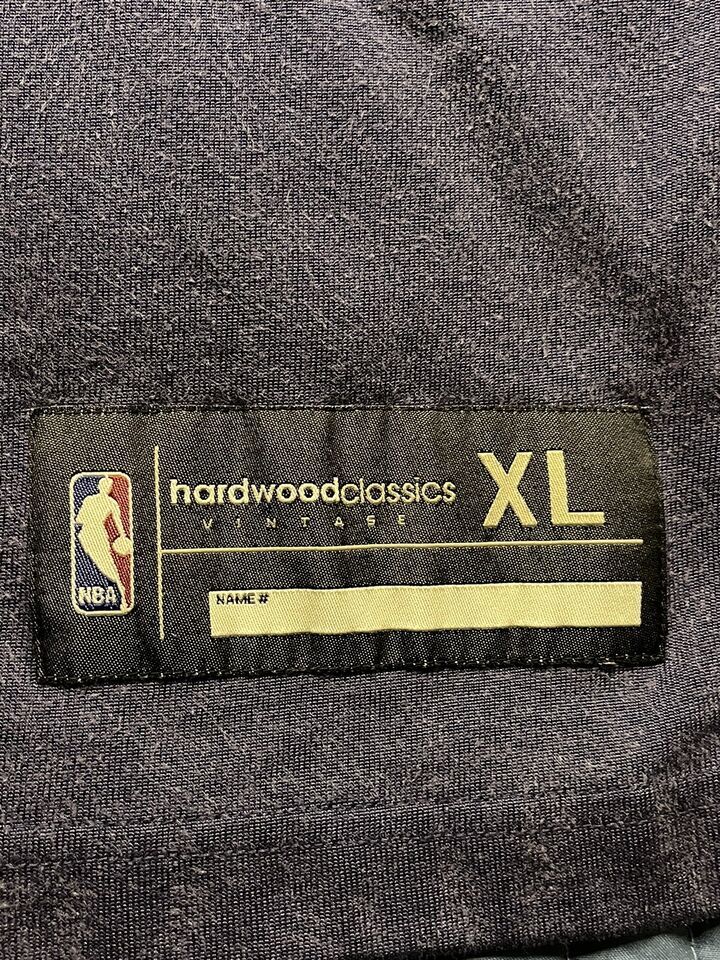 hardwoodclassics
VINTAGE
XL
NAME #
NBA